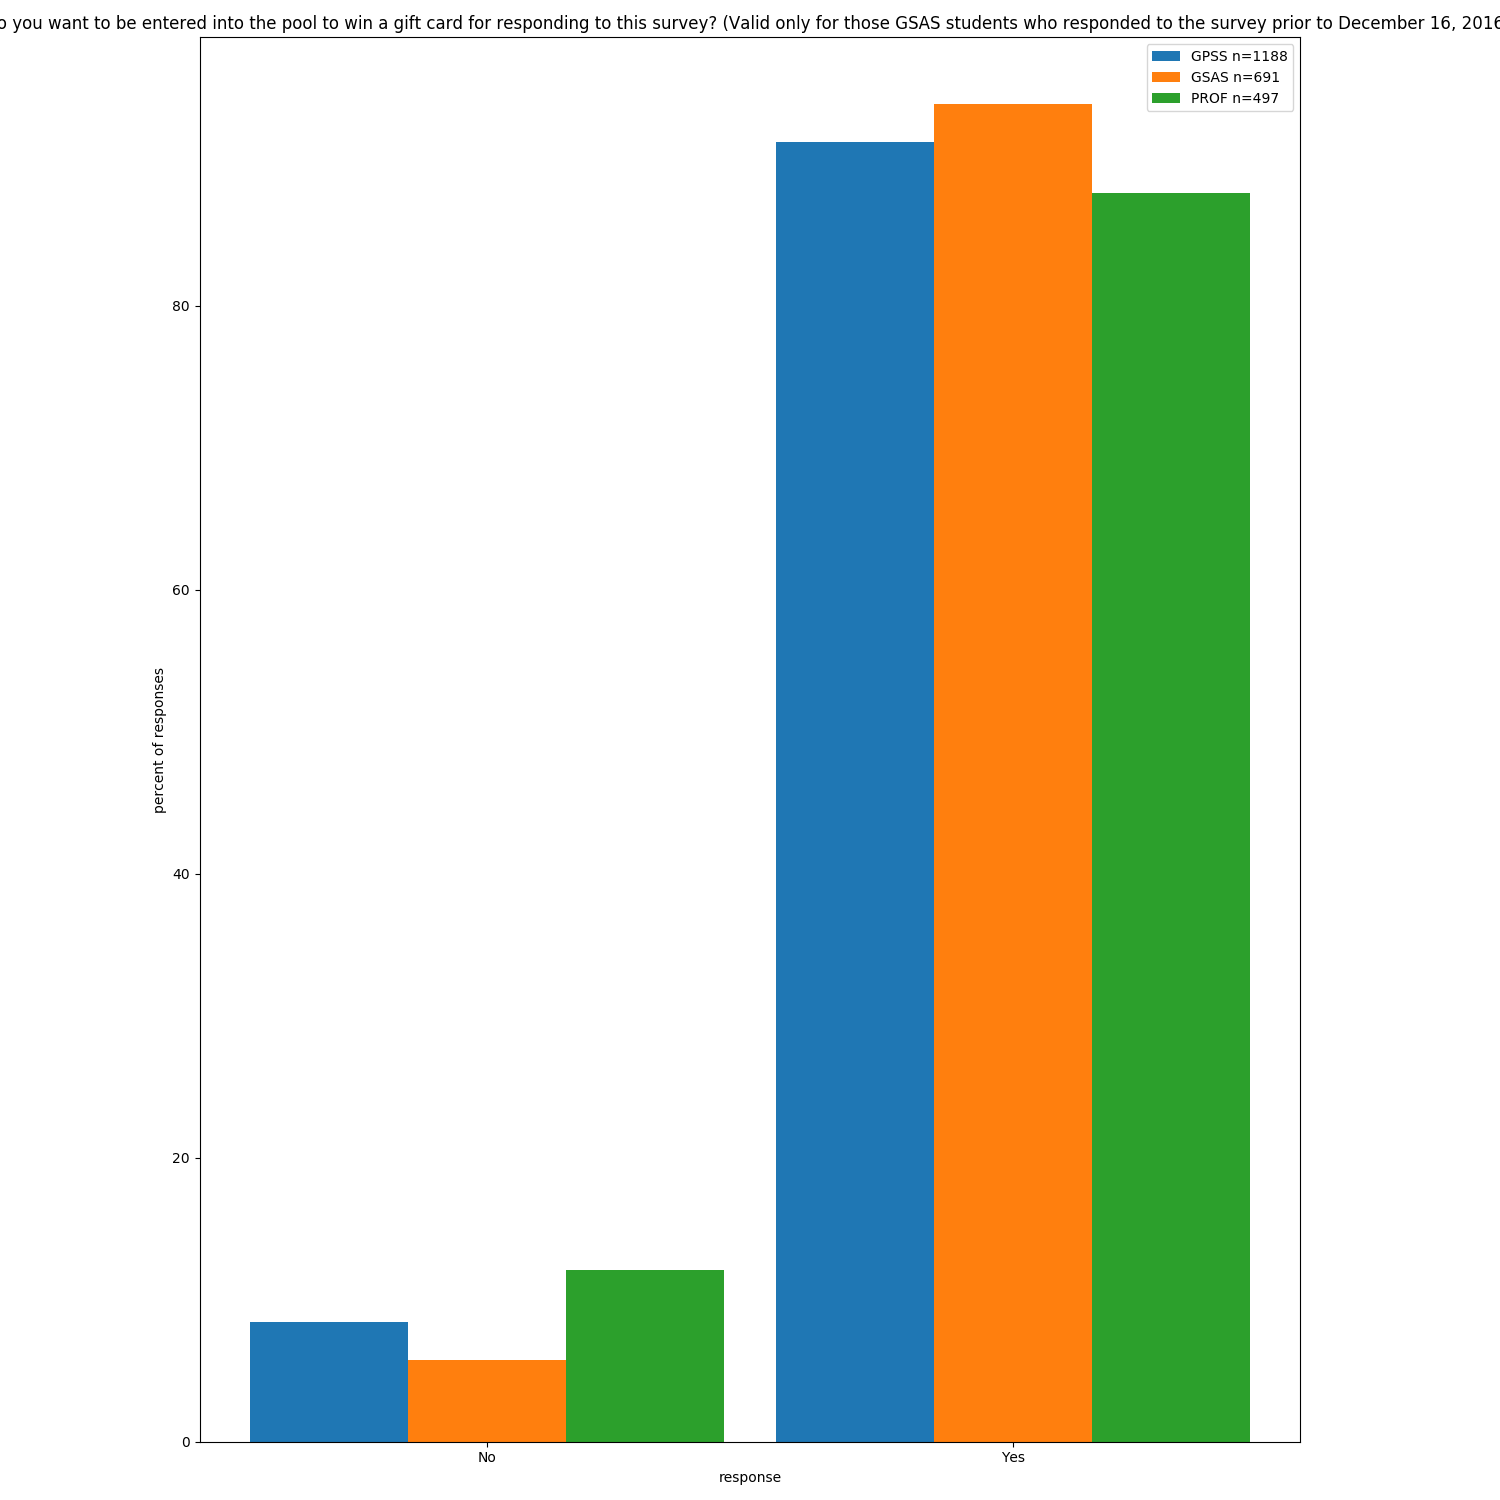 o you want to be entered into the pool to win a gift card for responding to this survey? (Valid only for those GSAS students who responded to the survey prior to December 16, 2016
GPSS n=1188
GSAS n=691
PROF n=497
80
60
40
20
0
percent of responses
No
Yes
response